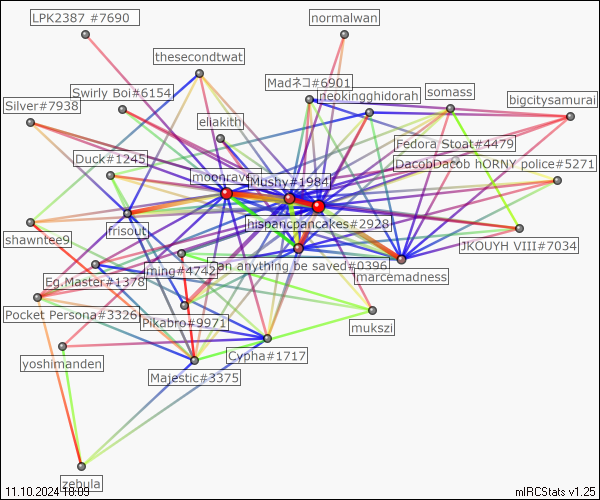 LPK2387 #7690
normalwan
thesecondtwat
Madネコ#6901
Swirly Boi#6154
neokingghidorah
somass
bigcitysamurai
Silver#7938
ellakith
Fedora Stoat#4479
Duck#1245
DacobDacob hORNY police#5271
moonrave
Mushy#1984
frisout
hispancpancakes#2928
shawntee9
JKOUYH VIII#7034
ming#4742
an anything be saved#0396
marcemadness
Eg.Master#1378
Pocket Persona#3326
Pikabro#9971
mukszi
yoshimanden
Cypha#1717
Majestic#3375
zebula
11.10.2024 18:09
mIRCStats v1.25